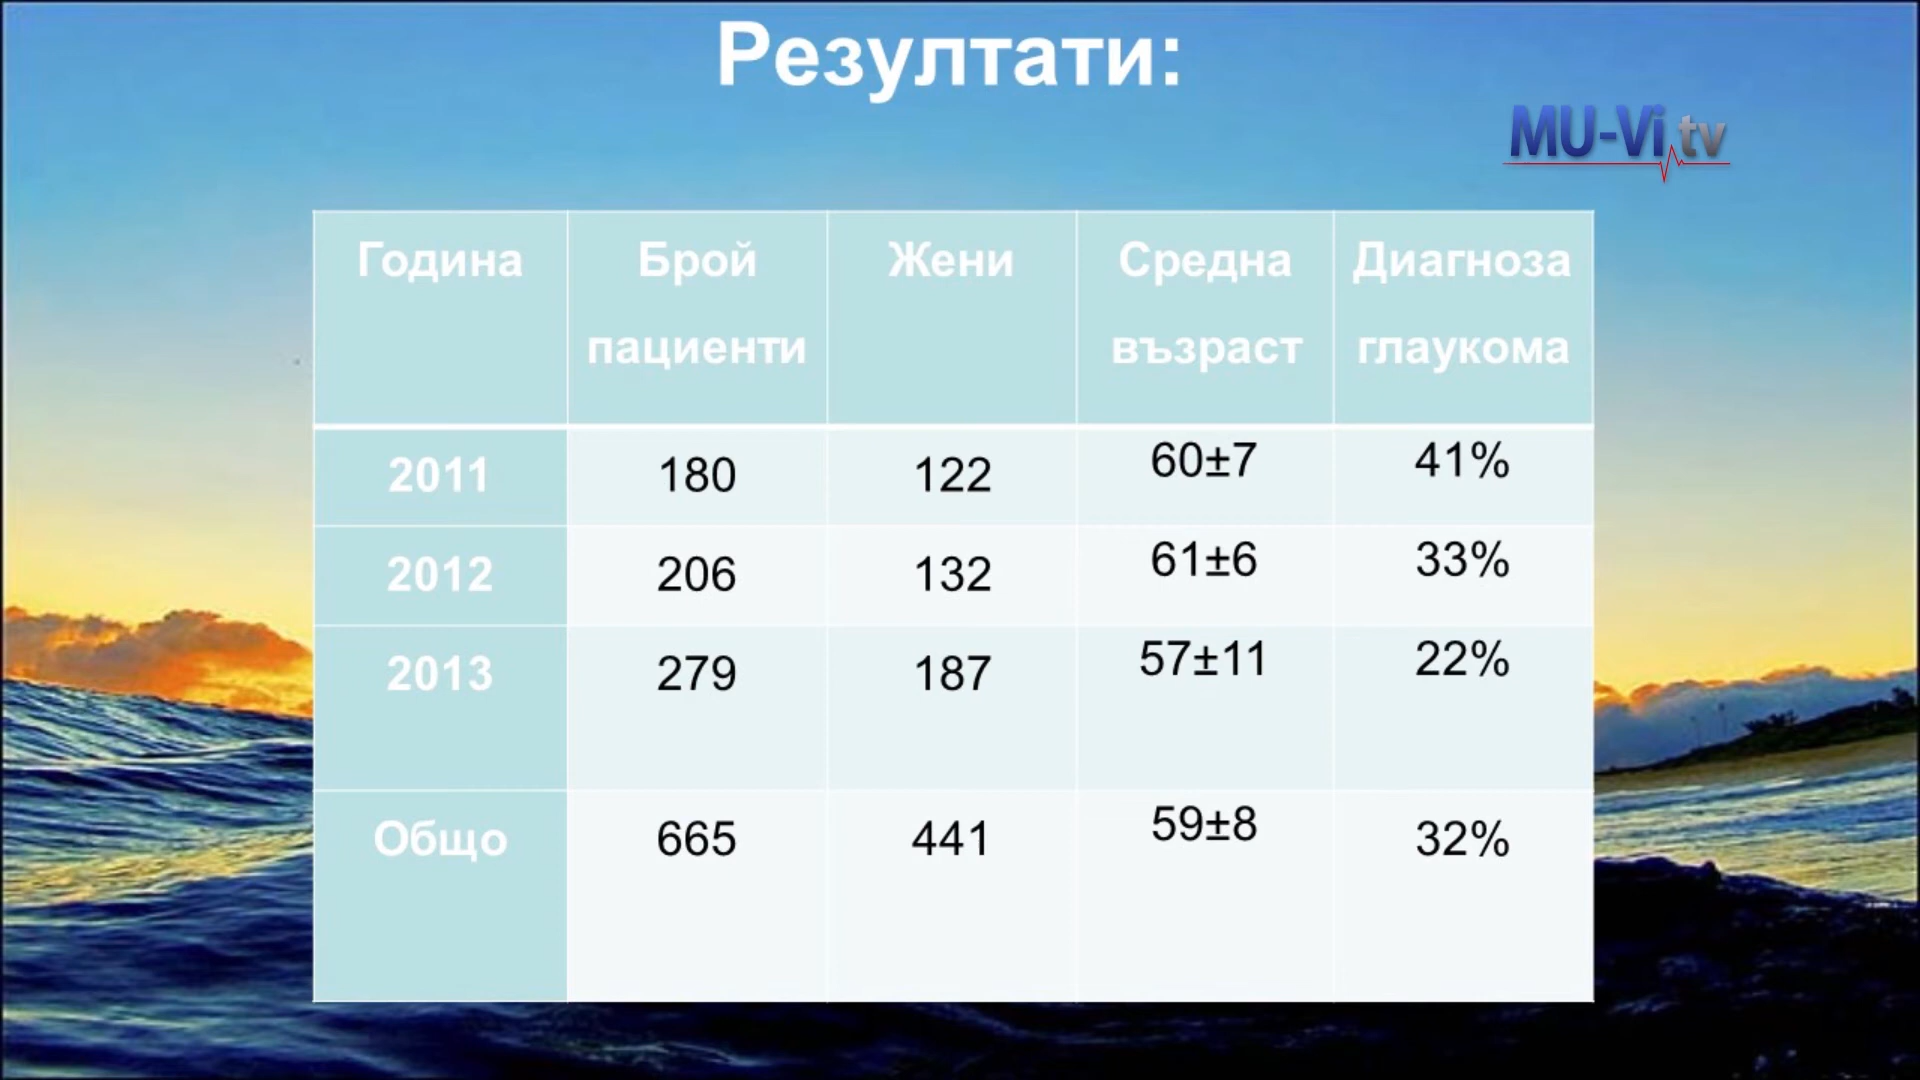 Резултати:
MU-Vi.tv
Година Брой пациенти Жени Средна възраст Диагноза глаукома
2011 180 122 60±7 41%
2012 206 132 61±6 33%
2013 279 187 57±11 22%
Общо 665 441 59±8 32%